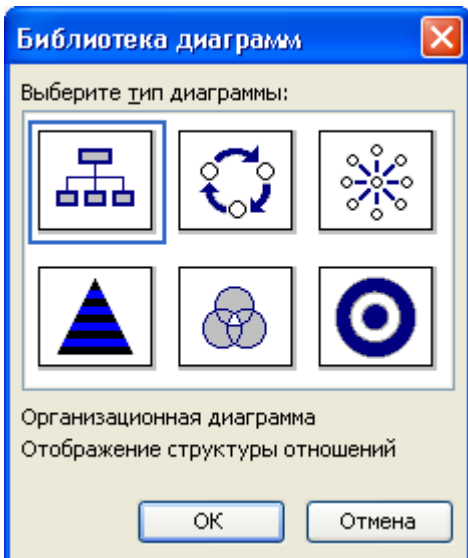 Библиотека диаграмм
Выберите тип диаграммы:
Организационная диаграмма
Отображение структуры отношений
ОК
Отмена